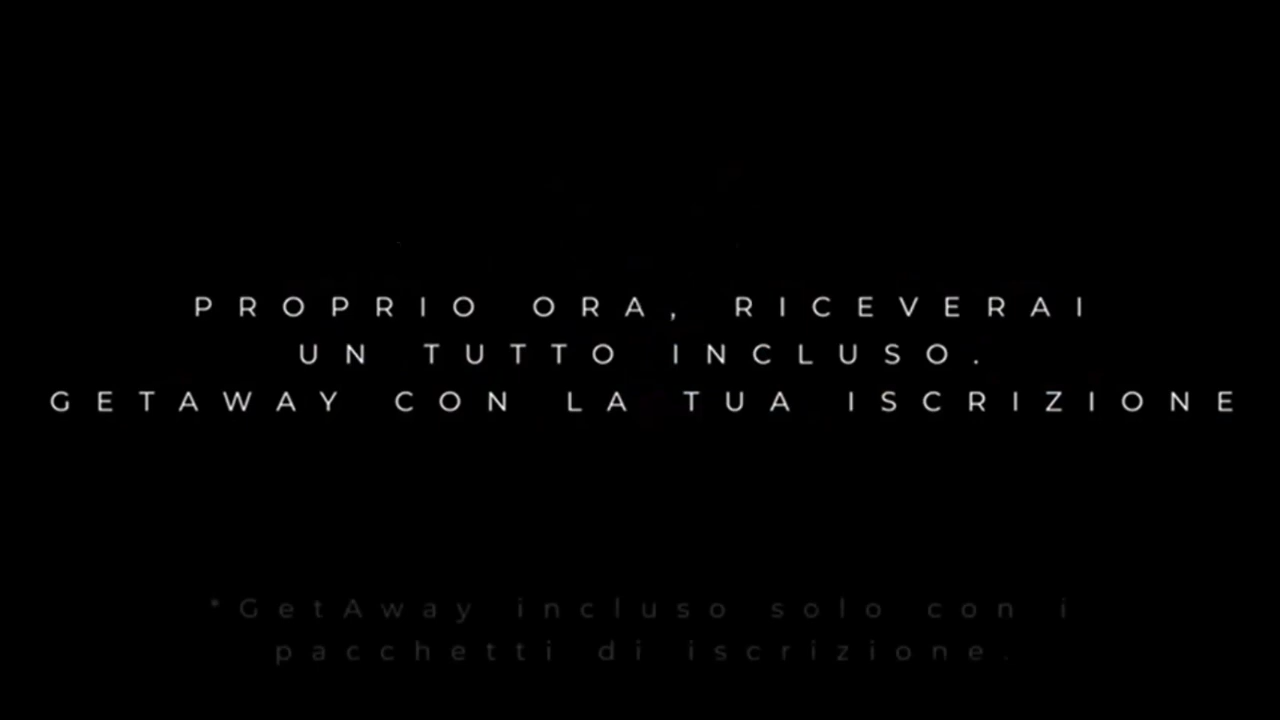 PROPRIO ORA, RICEVERAI
UN TUTTO INCLUSO.
GETAWAY CON LA TUA ISCRIZIONE
*GetAway incluso solo con i
pacchetti di iscrizione.